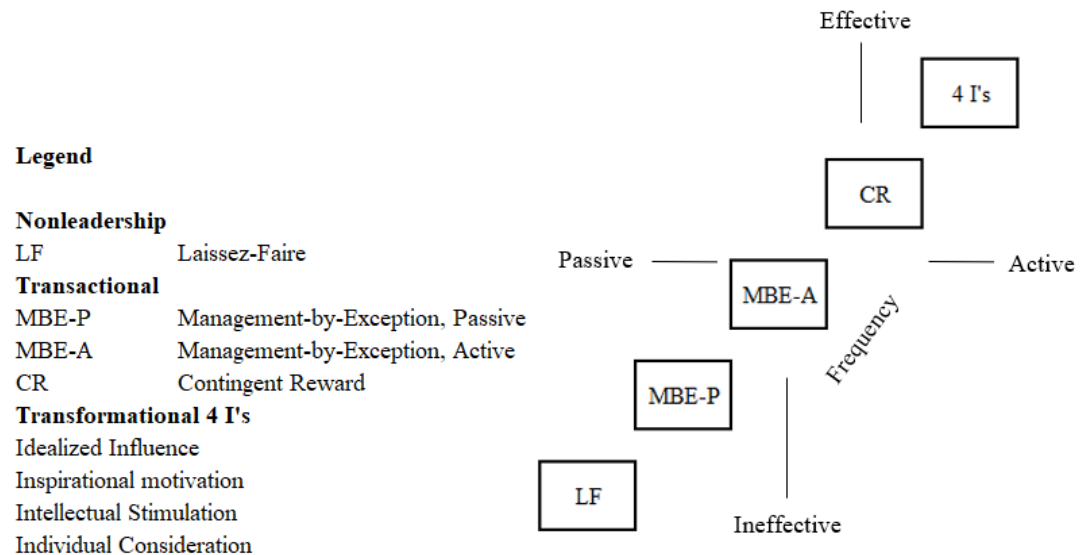 Legend
Nonleadership
LF Laissez-Faire
Transactional
MBE-P Management-by-Exception, Passive
MBE-A Management-by-Exception, Active
CR Contingent Reward
Transformational 4 I's
Idealized Influence
Inspirational motivation
Intellectual Stimulation
Individual Consideration
Effective
4 I's
CR
Passive
Active
MBE-A
Frequency
MBE-P
LF
Ineffective